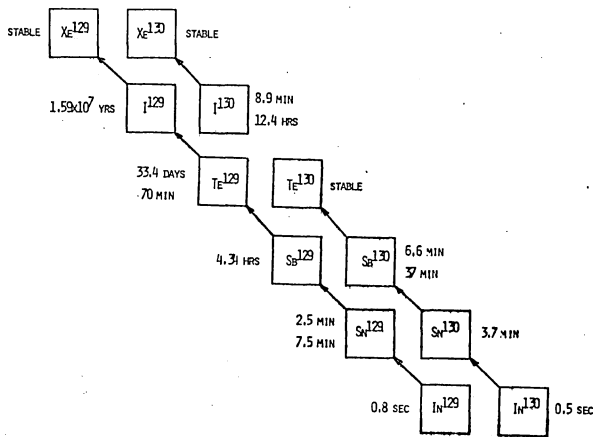 STABLE XE129 XE130 STABLE
1.59x10^7 YRS I129 I130 8.9 MIN
12.4 HRS
33.4 DAYS
70 MIN TE129 TE130 STABLE
4.31 HRS SB129 SB130 6.6 MIN
37 MIN
2.5 MIN
7.5 MIN SN129 SN130 3.7 MIN
0.8 SEC IN129 IN130 0.5 SEC